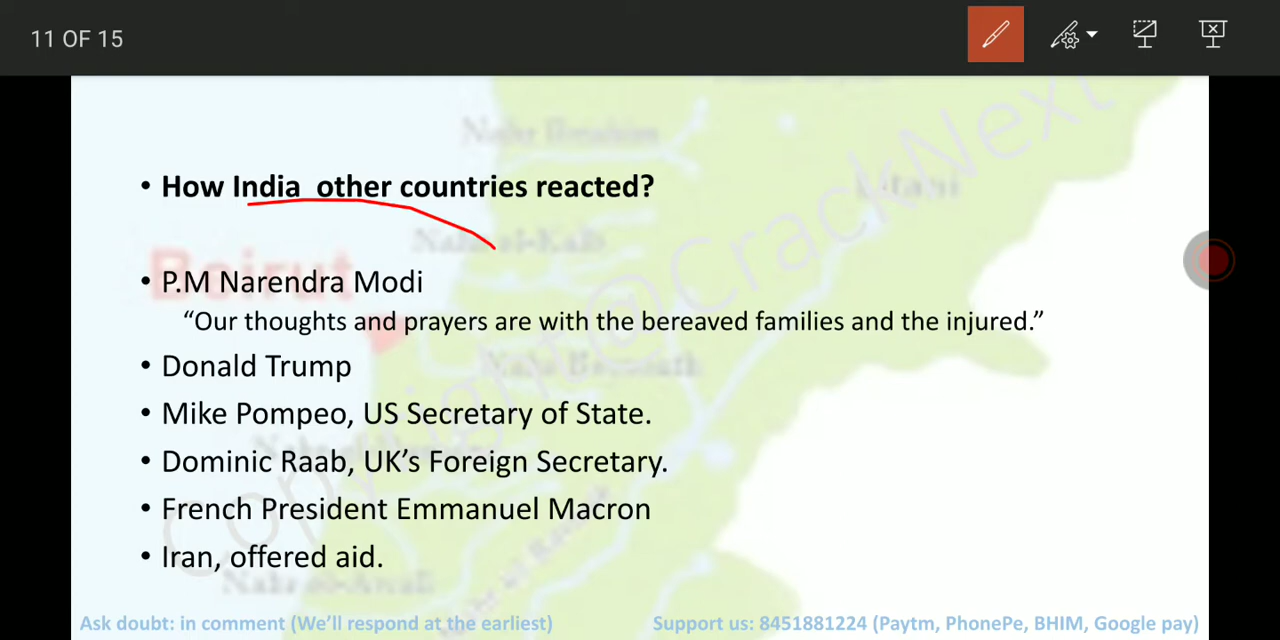 11 OF 15
• How India other countries reacted?
Beirut
• P.M Narendra Modi
“Our thoughts and prayers are with the bereaved families and the injured.”
• Donald Trump
• Mike Pompeo, US Secretary of State.
• Dominic Raab, UK’s Foreign Secretary.
• French President Emmanuel Macron
• Iran, offered aid.
Copyright@CrackNext
Ask doubt: in comment (We’ll respond at the earliest)
Support us: 8451881224 (Paytm, PhonePe, BHIM, Google pay)